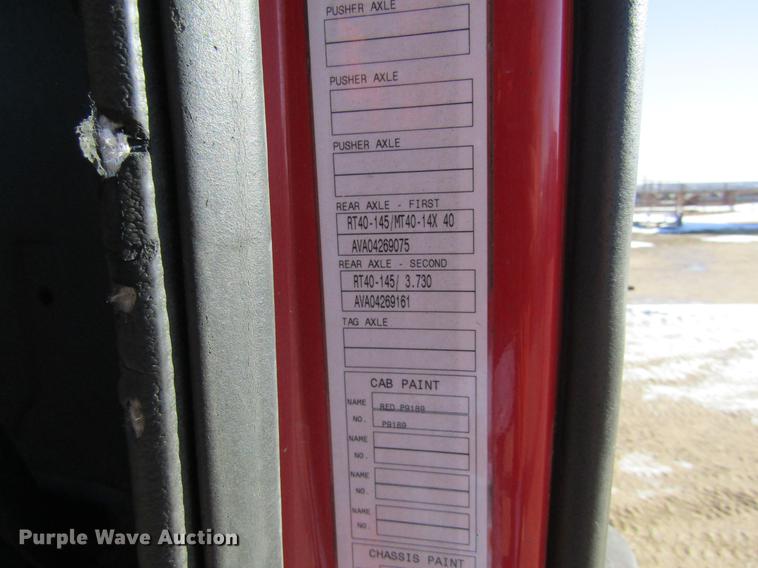 PUSHER AXLE
PUSHER AXLE
PUSHER AXLE
REAR AXLE - FIRST
RT40-145/MT40-14X 40
AVA04269075
REAR AXLE - SECOND
RT40-145/ 3.730
AVA04269161
TAG AXLE
CAB PAINT
NAME RED P9189
NO. P9189
NAME
NO.
NAME
NO.
NAME
NO.
CHASSIS PAINT
Purple Wave Auction